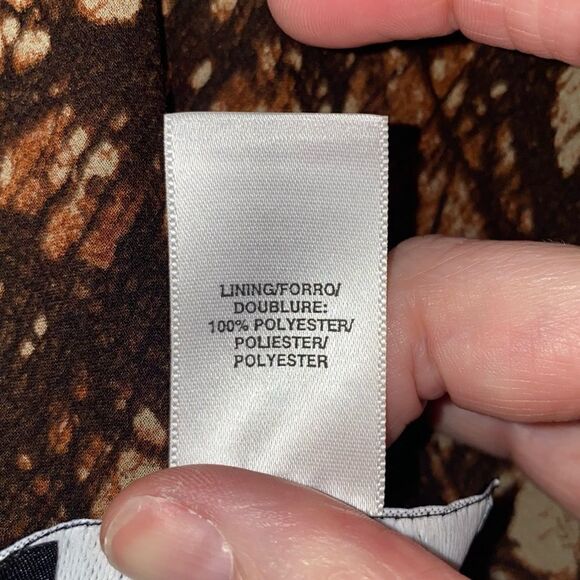 LINING/FORRO/
DOUBLURE:
100% POLYESTER/
POLIESTER/
POLYESTER